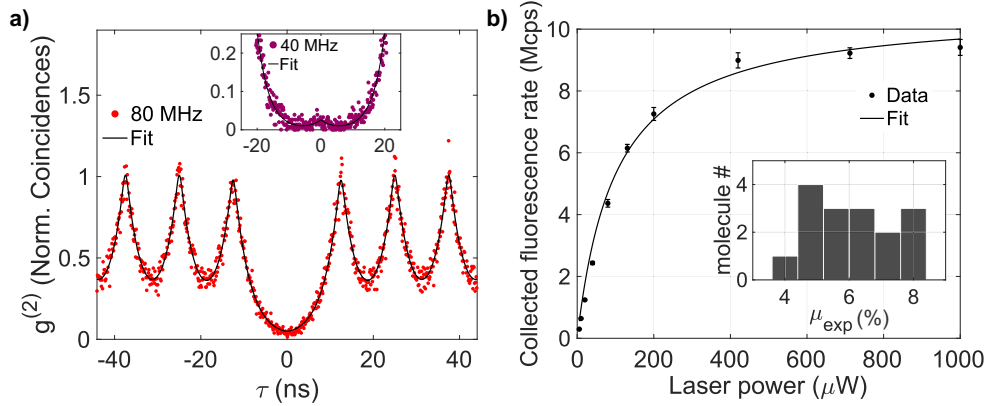 a)
g(2) (Norm. Coincidences)
1.5
1
0.5
0
80 MHz
Fit
0.2
0.1
0
40 MHz
Fit
-20 0 20
-40 -20 0 20 40
τ (ns)
b)
Collected fluorescence rate (Mcps)
10
8
6
4
2
0
Data
Fit
molecule #
4
2
0
4 6 8
μexp (%)
0 200 400 600 800 1000
Laser power (μW)